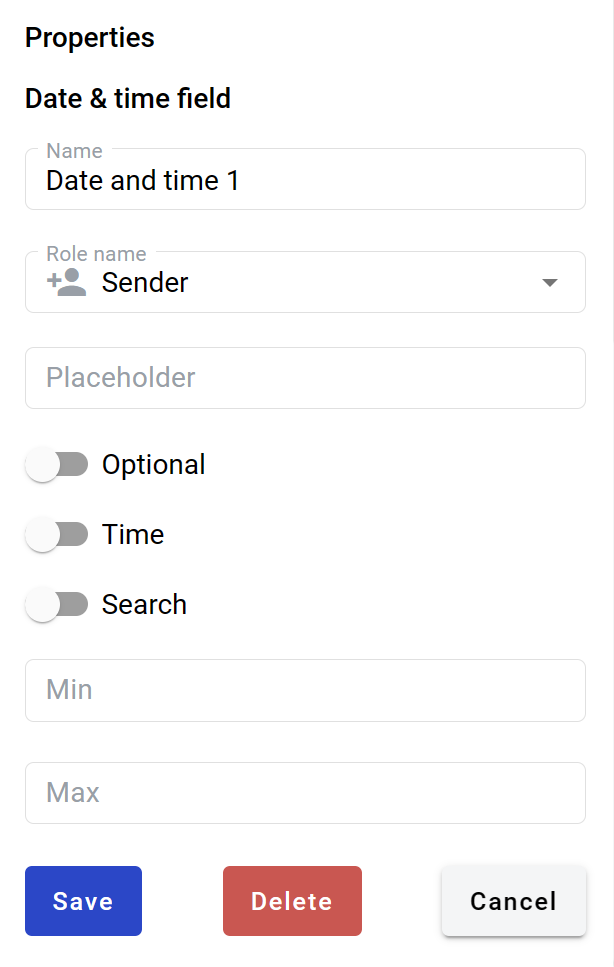 Properties
Date & time field
Name
Date and time 1
Role name
Sender
Placeholder
Optional
Time
Search
Min
Max
Save Delete Cancel